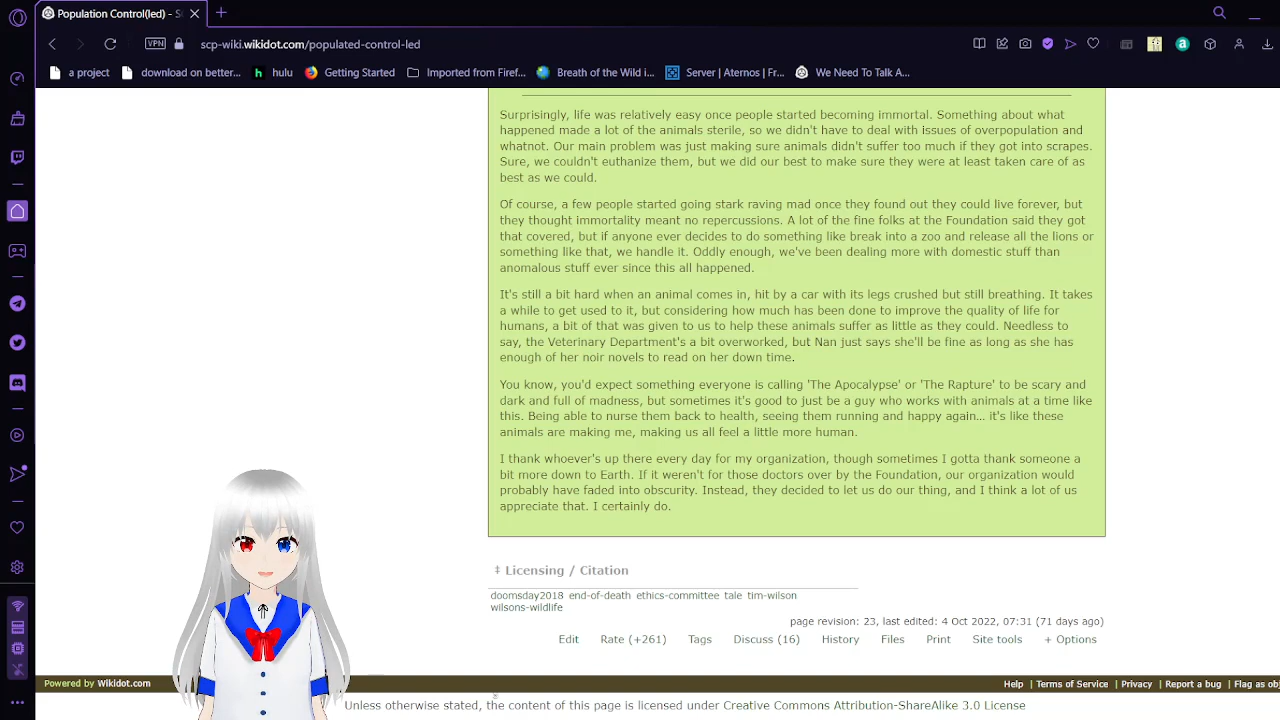 Population Control(led) - S
VPN
scp-wiki.wikidot.com/populated-control-led
a project
download on better...
h
hulu
Getting Started
Imported from Firef...
Breath of the Wild i...
Server | Aternos | Fr...
We Need To Talk A...
Surprisingly, life was relatively easy once people started becoming immortal. Something about what
happened made a lot of the animals sterile, so we didn't have to deal with issues of overpopulation and
whatnot. Our main problem was just making sure animals didn't suffer too much if they got into scrapes.
Sure, we couldn't euthanize them, but we did our best to make sure they were at least taken care of as
best as we could.
Of course, a few people started going stark raving mad once they found out they could live forever, but
they thought immortality meant no repercussions. A lot of the fine folks at the Foundation said they got
that covered, but if anyone ever decides to do something like break into a zoo and release all the lions or
something like that, we handle it. Oddly enough, we've been dealing more with domestic stuff than
anomalous stuff ever since this all happened.
It's still a bit hard when an animal comes in, hit by a car with its legs crushed but still breathing. It takes
a while to get used to it, but considering how much has been done to improve the quality of life for
humans, a bit of that was given to us to help these animals suffer as little as they could. Needless to
say, the Veterinary Department's a bit overworked, but Nan just says she'll be fine as long as she has
enough of her noir novels to read on her down time.
You know, you'd expect something everyone is calling 'The Apocalypse' or 'The Rapture' to be scary and
dark and full of madness, but sometimes it's good to just be a guy who works with animals at a time like
this. Being able to nurse them back to health, seeing them running and happy again… it's like these
animals are making me, making us all feel a little more human.
I thank whoever's up there every day for my organization, though sometimes I gotta thank someone a
bit more down to Earth. If it weren't for those doctors over by the Foundation, our organization would
probably have faded into obscurity. Instead, they decided to let us do our thing, and I think a lot of us
appreciate that. I certainly do.
‡ Licensing / Citation
doomsday2018 end-of-death ethics-committee tale tim-wilson
wilsons-wildlife
page revision: 23, last edited: 4 Oct 2022, 07:31 (71 days ago)
Edit Rate (+261) Tags Discuss (16) History Files Print Site tools + Options
Powered by Wikidot.com
Help | Terms of Service | Privacy | Report a bug | Flag as obj
Unless otherwise stated, the content of this page is licensed under Creative Commons Attribution-ShareAlike 3.0 License